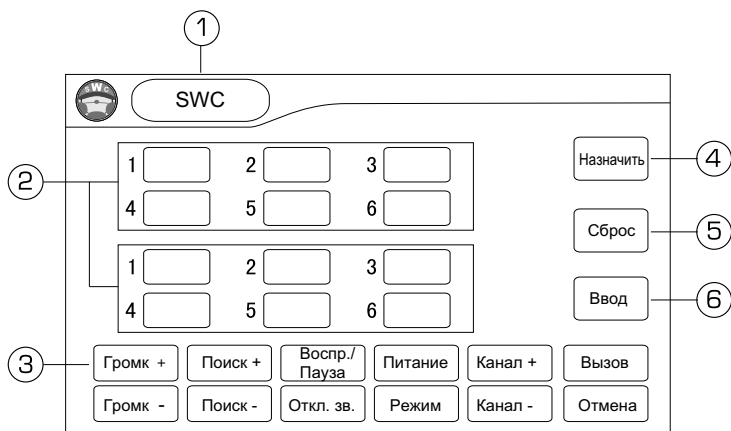 1
SWC
SWC
1 2 3
Назначить
4
2
4 5 6
Сброс
5
1 2 3
4 5 6
Ввод
6
3
Громк +
Поиск +
Воспр./
Пауза
Питание
Канал +
Вызов
Громк -
Поиск -
Откл. зв.
Режим
Канал -
Отмена